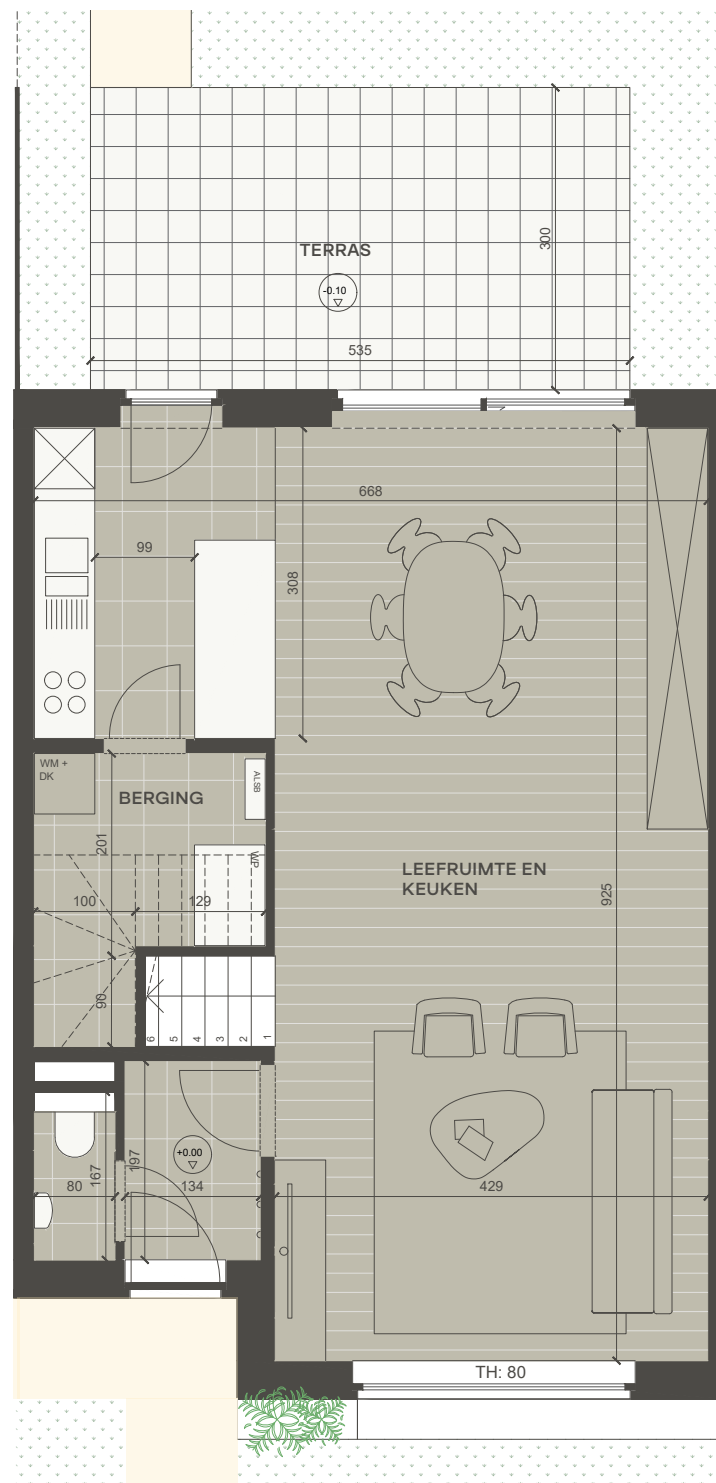 300
TERRAS
-0.10
535
668
99
308
WM +
DK
ALSB
BERGING
201
WP
LEEFRUIMTE EN
KEUKEN
925
100
129
90
6
5
4
3
2
1
+0.00
197
167
80
134
429
TH: 80